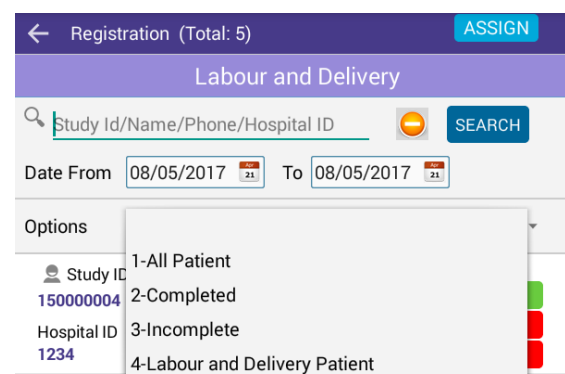 Registration (Total: 5)
ASSIGN
Labour and Delivery
Study Id/Name/Phone/Hospital ID
SEARCH
Date From 08/05/2017 Apr 21 To 08/05/2017 Apr 21
Options
1-All Patient
Study ID
150000004
2-Completed
Hospital ID
3-Incomplete
1234
4-Labour and Delivery Patient